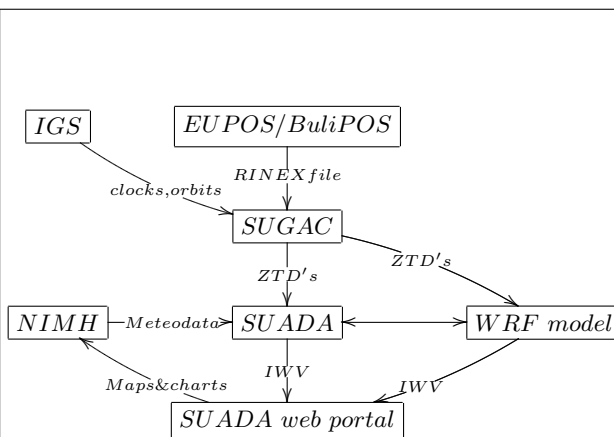 IGS
EUPOS/BuliPOS
RINEXfile
clocks,orbits
SUGAC
ZTD's
ZTD's
NIMH
Meteodata
SUADA
WRF model
IWV
IWV
Maps&charts
SUADA web portal